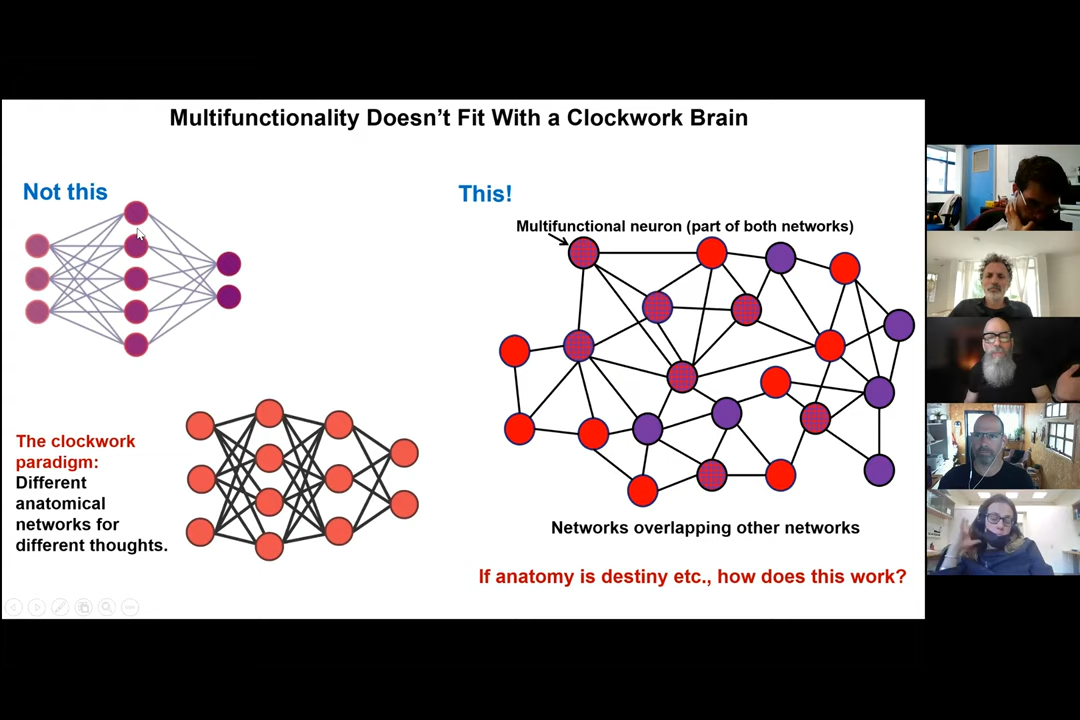 Multifunctionality Doesn't Fit With a Clockwork Brain
Not this
The clockwork
paradigm:
Different
anatomical
networks for
different thoughts.
This!
Multifunctional neuron (part of both networks)
Networks overlapping other networks
If anatomy is destiny etc., how does this work?